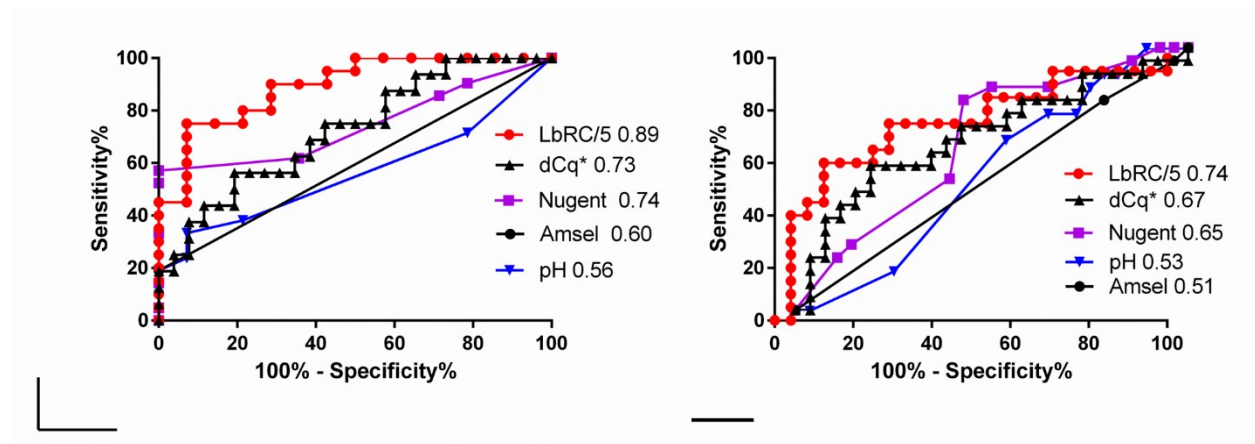 100
80
60
40
20
0
Sensitivity%
0 20 40 60 80 100
100% - Specificity%
LbRC/5 0.89
dCq* 0.73
Nugent 0.74
Amsel 0.60
pH 0.56
100
80
60
40
20
0
Sensitivity%
0 20 40 60 80 100
100% - Specificity%
LbRC/5 0.74
dCq* 0.67
Nugent 0.65
pH 0.53
Amsel 0.51